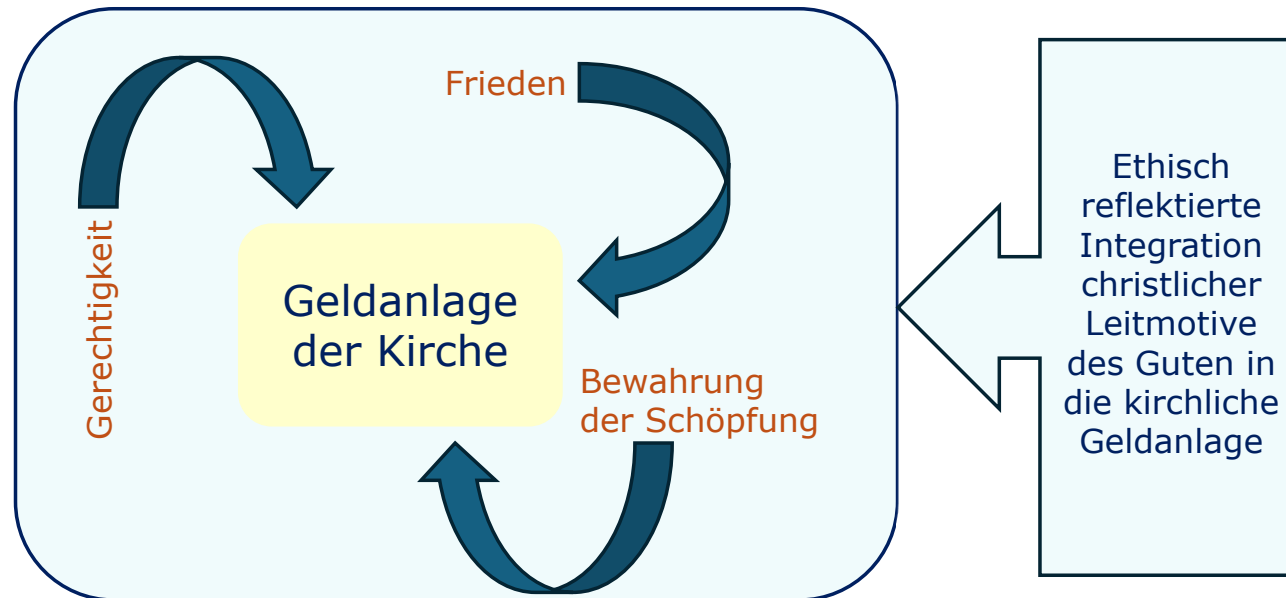 Gerechtigkeit
Frieden
Geldanlage
der Kirche
Bewahrung
der Schöpfung
Ethisch
reflektierte
Integration
christlicher
Leitmotive
des Guten in
die kirchliche
Geldanlage